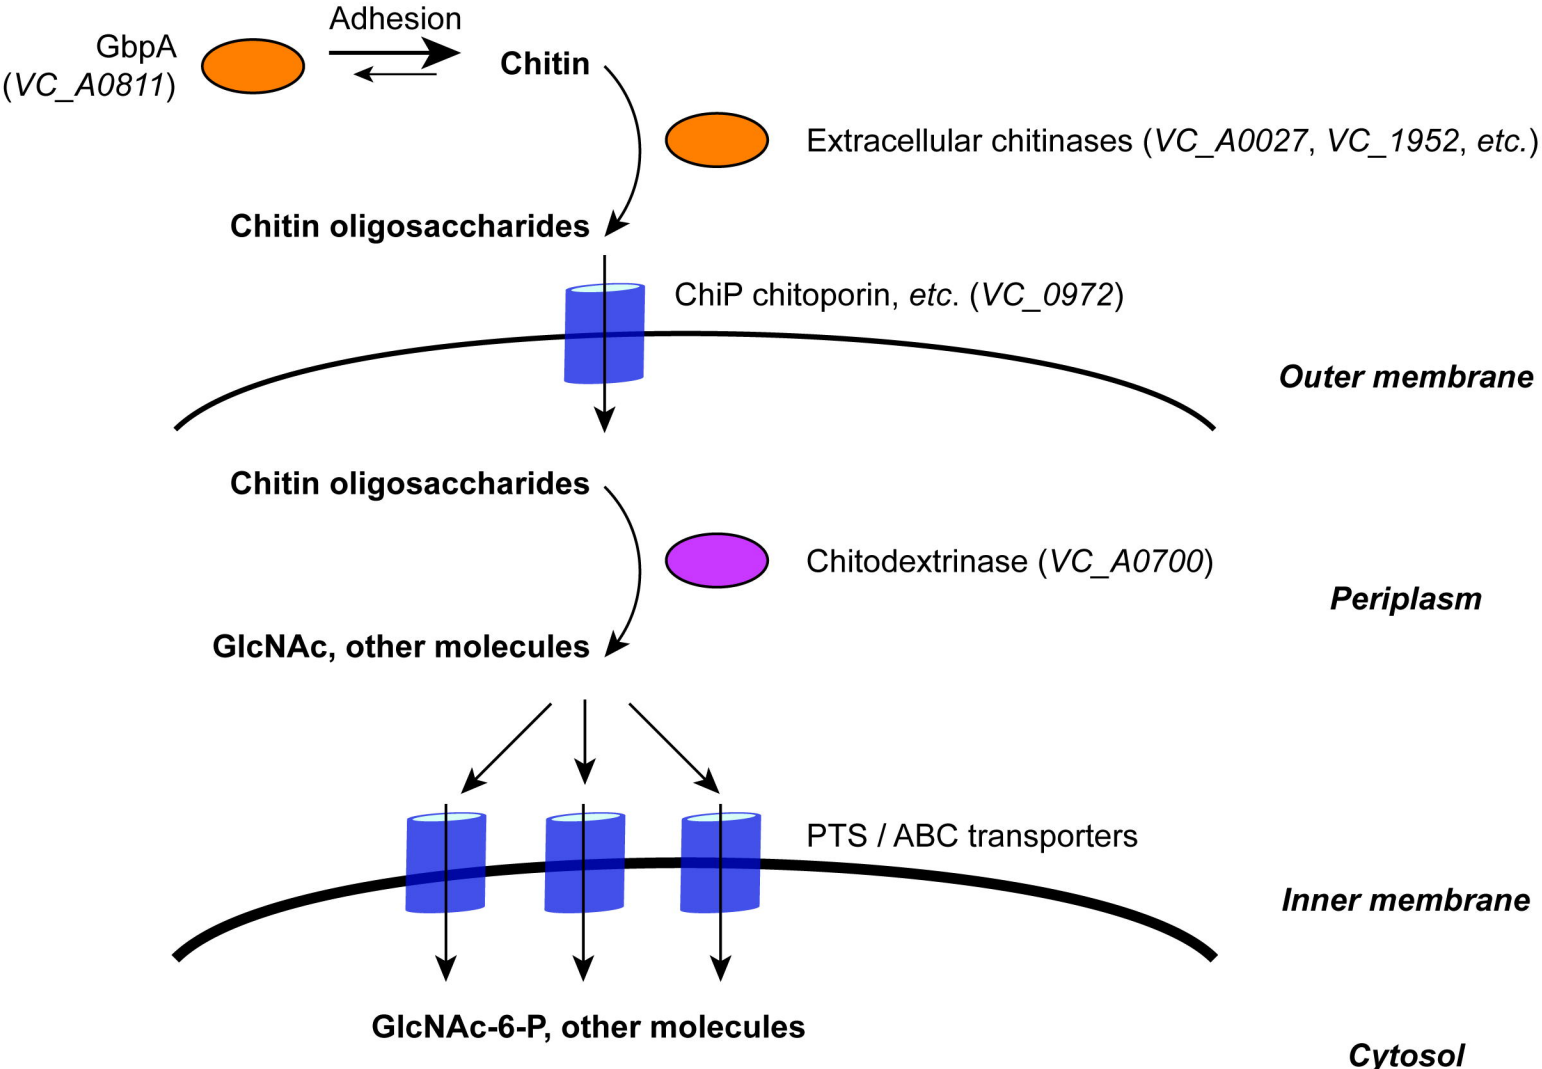 Adhesion
GbpA
(VC_A0811)
Chitin
Extracellular chitinases (VC_A0027, VC_1952, etc.)
Chitin oligosaccharides
ChiP chitoporin, etc. (VC_0972)
Outer membrane
Chitin oligosaccharides
Chitodextrinase (VC_A0700)
Periplasm
GlcNAc, other molecules
PTS / ABC transporters
Inner membrane
GlcNAc-6-P, other molecules
Cytosol